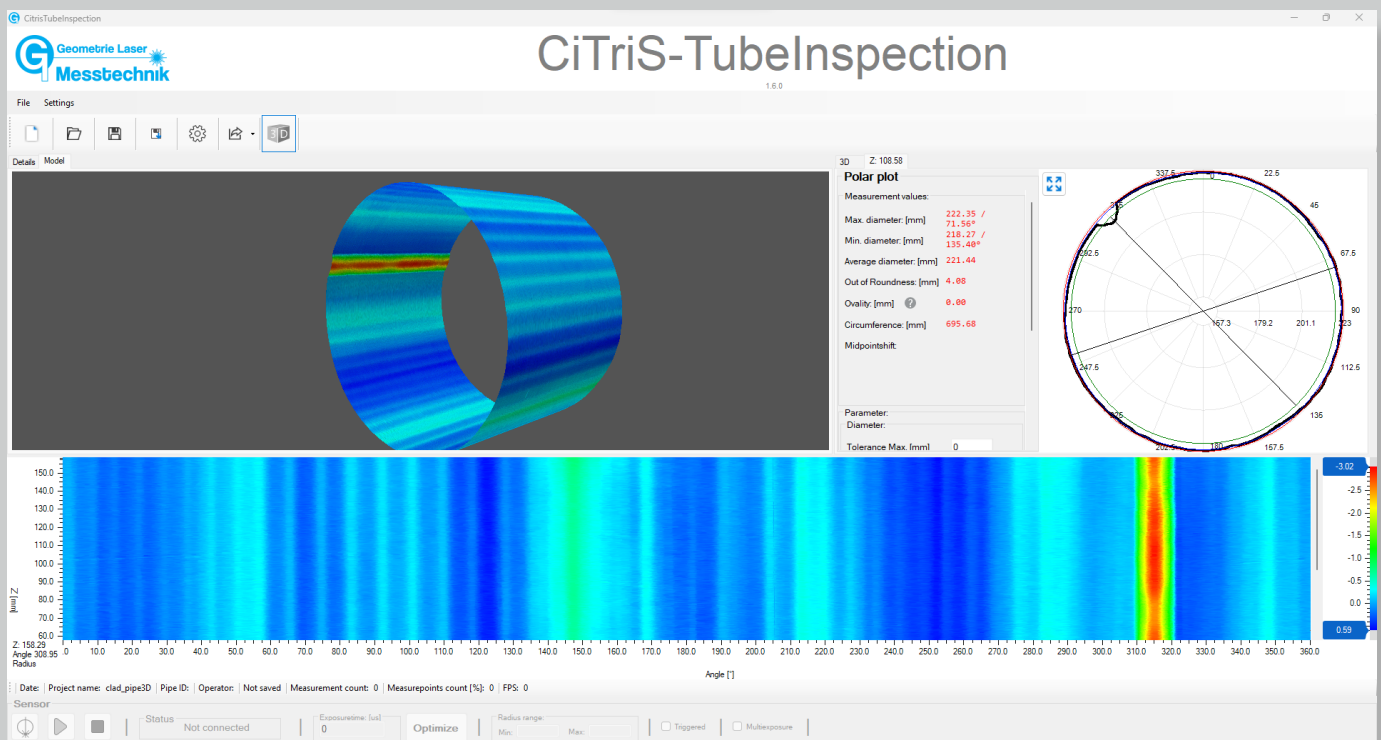 CitrisTubeInspection
Geometrie Laser
Messtechnik
CiTriS-TubeInspection
1.6.0
File Settings
3D
Details Model
3D Z: 108.58
Polar plot
Measurement values:
Max. diameter: [mm] 222.35 / 71.56°
Min. diameter: [mm] 218.27 / 135.40°
Average diameter: [mm] 221.44
Out of Roundness: [mm] 4.08
Ovality: [mm] ? 0.00
Circumference: [mm] 695.68
Midpointshift:
Parameter:
Diameter:
Tolerance Max. [mm] 0
337.5 0 22.5
45
67.5
292.5
270 90
167.3 179.2 201.1
247.5 112.5
225 136
202.5 180 157.5
150.0
140.0
130.0
120.0
110.0
100.0
90.0
80.0
70.0
60.0
Z [mm]
-3.02
-2.5
-2.0
-1.5
-1.0
-0.5
0.0
0.59
Z: 158.29
Angle 308.95
Radius
.0 10.0 20.0 30.0 40.0 50.0 60.0 70.0 80.0 90.0 100.0 110.0 120.0 130.0 140.0 150.0 160.0 170.0 180.0 190.0 200.0 210.0 220.0 230.0 240.0 250.0 260.0 270.0 280.0 290.0 300.0 310.0 320.0 330.0 340.0 350.0 360.0
Angle [°]
Date: Project name: clad_pipe3D Pipe ID: Operator: Not saved Measurement count: 0 Measurepoints count [%]: 0 FPS: 0
Sensor
Status
Not connected
Exposuretime: [us]
0
Optimize
Radius range:
Min: Max:
Triggered
Multiexposure